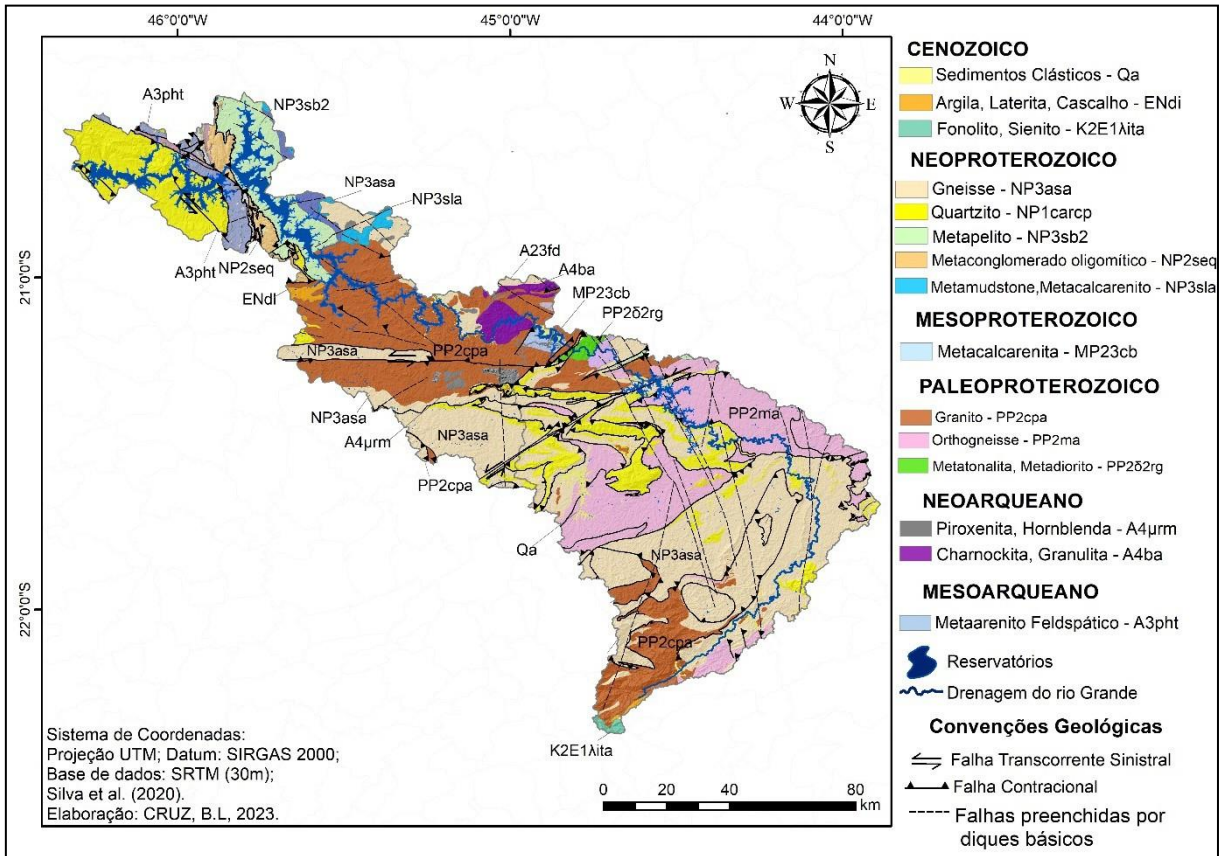 46°0'0"W
45°0'0"W
44°0'0"W
21°0'0"S
22°0'0"S
N
W
E
S
A3pht
NP3sb2
NP3asa
NP3sla
A3pht
NP2seq
ENdl
A23fd
A4ba
MP23cb
PP2δ2rg
NP3asa
PP2cpa
NP3asa
A4µrm
NP3asa
PP2cpa
PP2ma
Qa
NP3asa
PP2cpa
K2E1λita
Sistema de Coordenadas:
Projeção UTM; Datum: SIRGAS 2000;
Base de dados: SRTM (30m);
Silva et al. (2020).
Elaboração: CRUZ, B.L, 2023.
0 20 40 60 80
km
CENOZOICO
Sedimentos Clásticos - Qa
Argila, Laterita, Cascalho - ENdi
Fonolito, Sienito - K2E1λita
NEOPROTEROZOICO
Gneisse - NP3asa
Quartzito - NP1carcp
Metapelito - NP3sb2
Metaconglomerado oligomítico - NP2seq
Metamudstone,Metacalcarenito - NP3sla
MESOPROTEROZOICO
Metacalcarenita - MP23cb
PALEOPROTEROZOICO
Granito - PP2cpa
Orthogneisse - PP2ma
Metatonalita, Metadiorito - PP2δ2rg
NEOARQUEANO
Piroxenita, Hornblenda - A4µrm
Charnockita, Granulita - A4ba
MESOARQUEANO
Metaarenito Feldspático - A3pht
Reservatórios
Drenagem do rio Grande
Convenções Geológicas
Falha Transcorrente Sinistral
Falha Contracional
Falhas preenchidas por
diques básicos